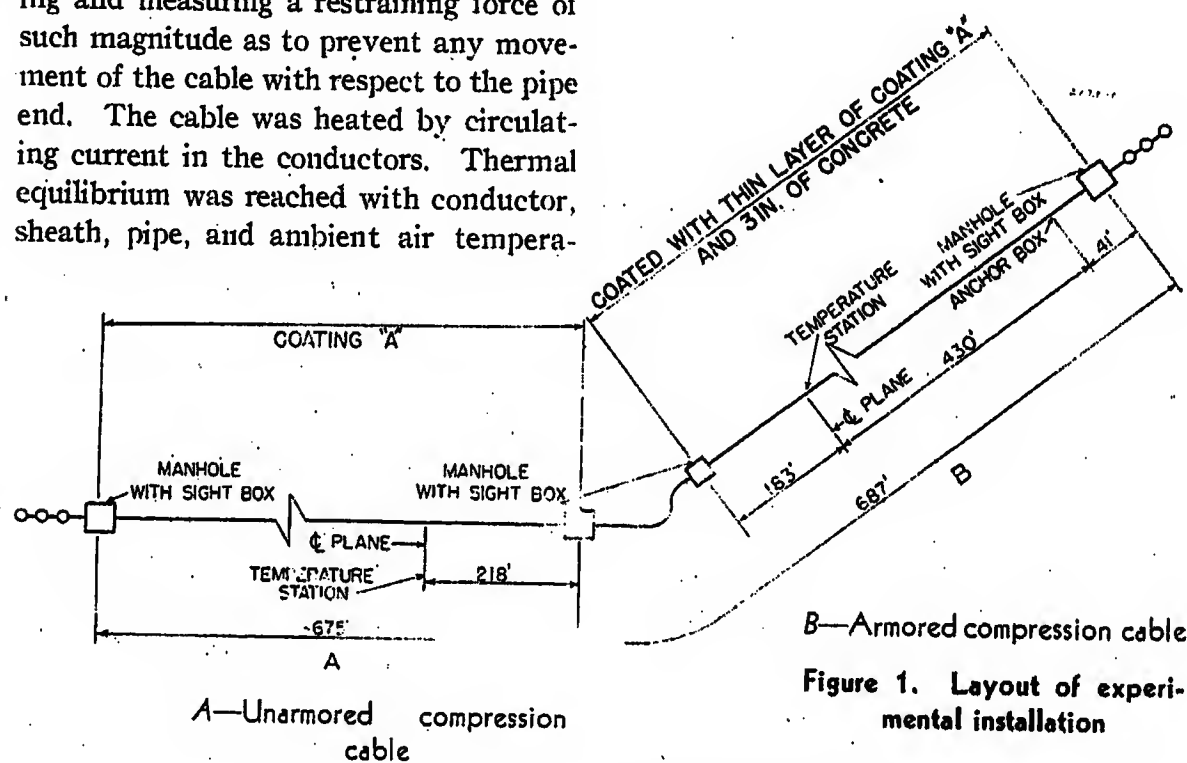 ing and measuring a restraining force of
such magnitude as to prevent any move-
ment of the cable with respect to the pipe
end. The cable was heated by circulat-
ing current in the conductors. Thermal
equilibrium was reached with conductor,
sheath, pipe, and ambient air tempera-
COATING "A"
MANHOLE
WITH SIGHT BOX
MANHOLE
WITH SIGHT BOX
℄ PLANE
TEMPERATURE
STATION
218'
675'
A
A—Unarmored compression
cable
COATED WITH THIN LAYER OF COATING "A"
AND 3IN. OF CONCRETE
MANHOLE
WITH SIGHT BOX
ANCHOR BOX
TEMPERATURE
STATION
℄ PLANE
41'
430'
183'
687'
B
B—Armored compression cable
Figure 1. Layout of experi-
mental installation